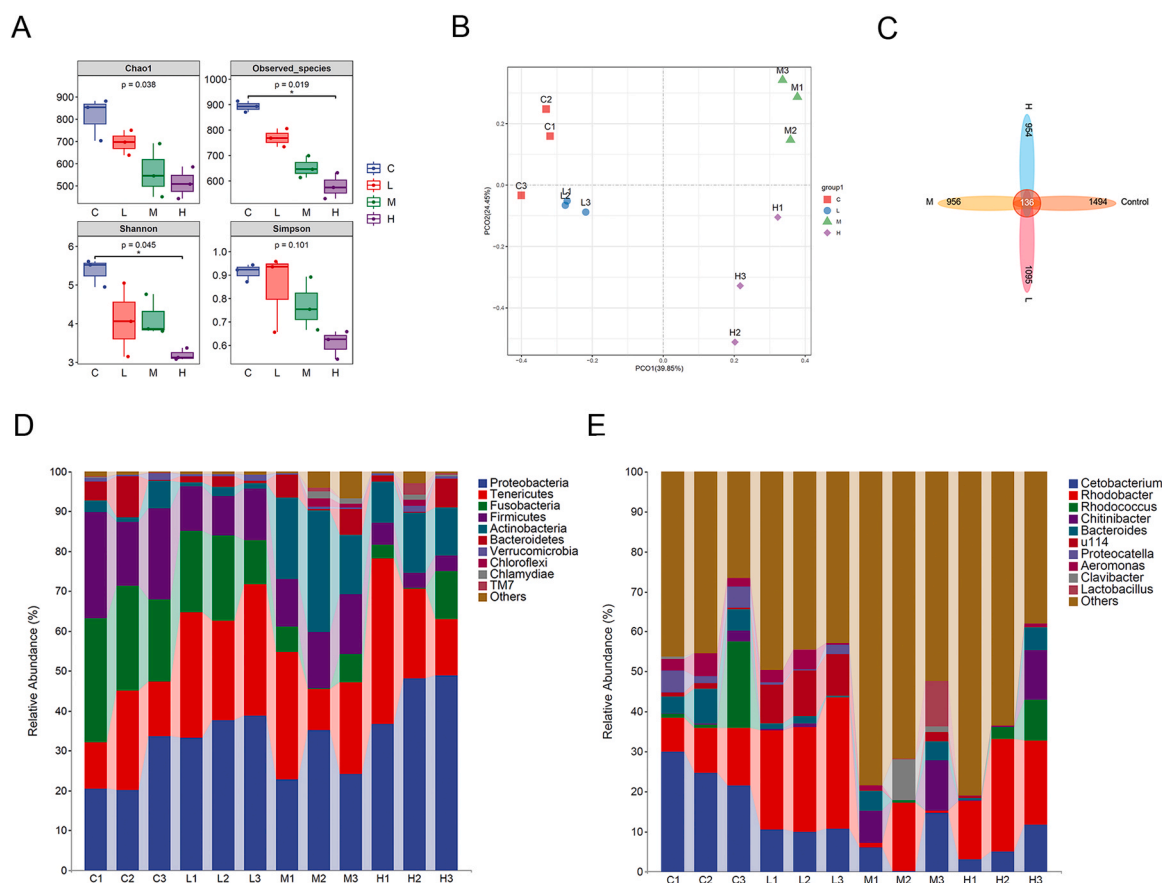 A
B
C
Chao1
Observed_species
p = 0.038
p = 0.019
*
900
800
700
600
500
1000
900
800
700
600
C L M H
C L M H
Shannon
Simpson
p = 0.045
*
p = 0.101
6
5
4
3
1.0
0.9
0.8
0.7
0.6
C L M H
C L M H
C
L
M
H
M3
M1
M2
C2
C1
C3
L1
L2
L3
H1
H3
H2
0.2
0.0
-0.2
-0.4
-0.4
-0.2
0.0
0.2
0.4
PCO2(24.45%)
PCO1(39.85%)
group1
C
L
M
H
H
954
M
956
136
1494
Control
1095
L
D
E
100
90
80
70
60
50
40
30
20
10
0
Relative Abundance (%)
C1 C2 C3 L1 L2 L3 M1 M2 M3 H1 H2 H3
Proteobacteria
Tenericutes
Fusobacteria
Firmicutes
Actinobacteria
Bacteroidetes
Verrucomicrobia
Chloroflexi
Chlamydiae
TM7
Others
100
90
80
70
60
50
40
30
20
10
0
Relative Abundance (%)
C1 C2 C3 L1 L2 L3 M1 M2 M3 H1 H2 H3
Cetobacterium
Rhodobacter
Rhodococcus
Chitinibacter
Bacteroides
u114
Proteocatella
Aeromonas
Clavibacter
Lactobacillus
Others